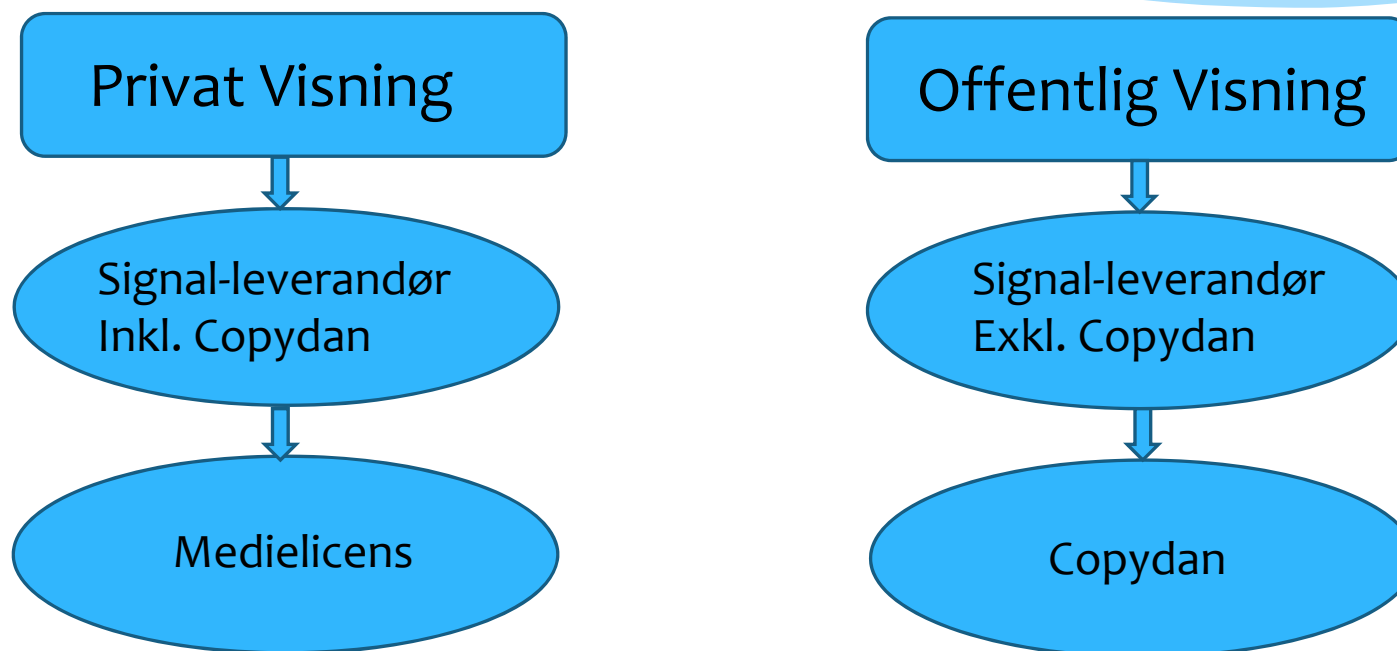 Privat Visning
Signal-leverandør
Inkl. Copydan
Medielicens
Offentlig Visning
Signal-leverandør
Exkl. Copydan
Copydan